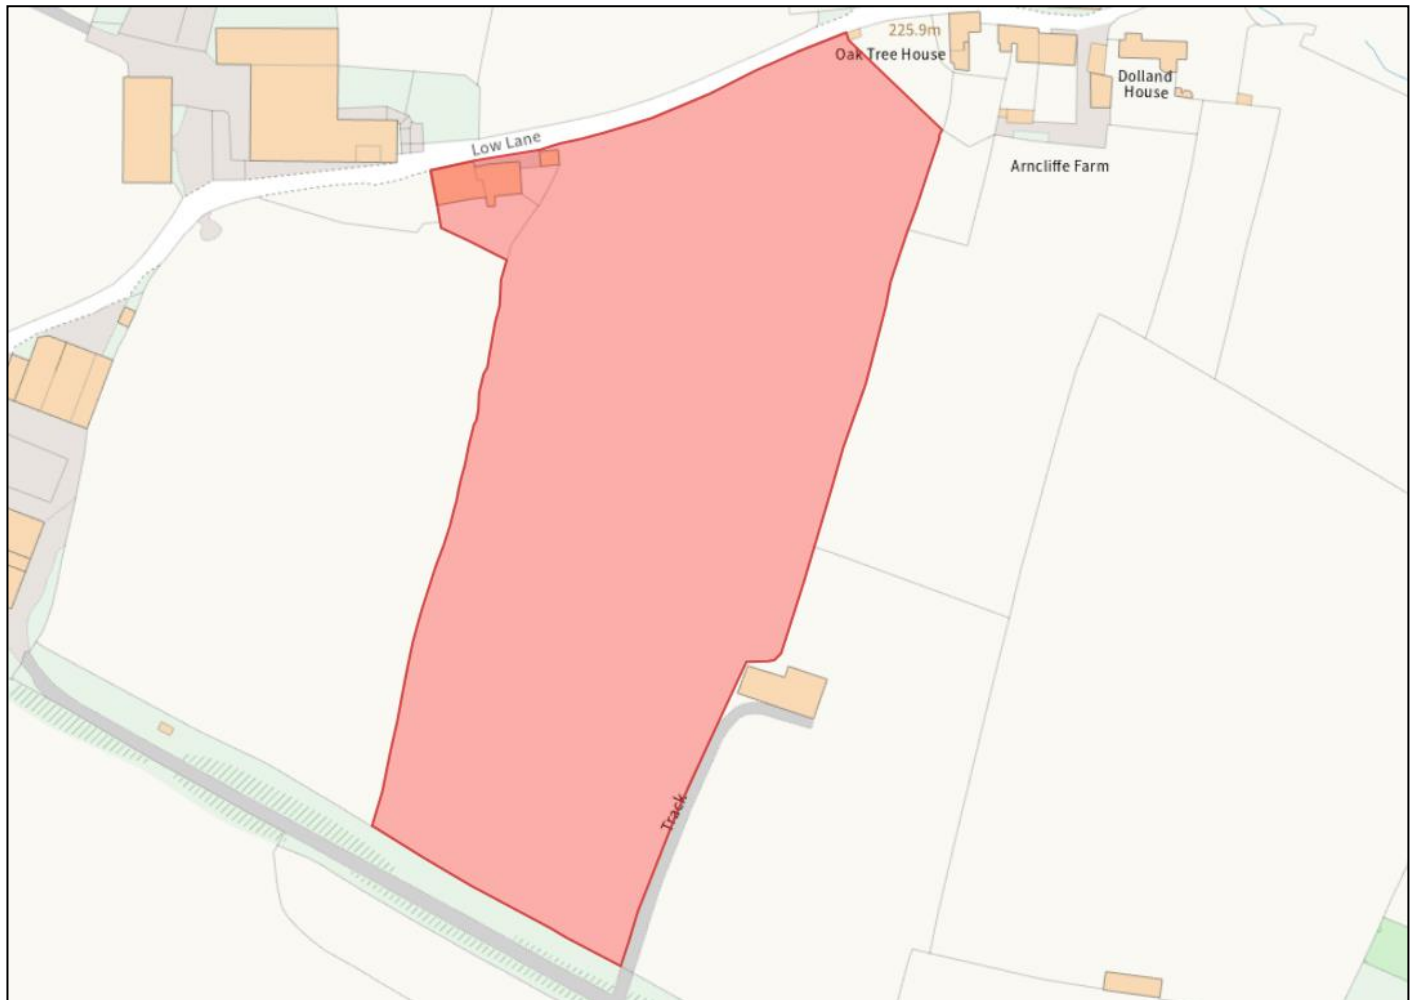 225.9m
Oak Tree House
Dolland
House
Low Lane
Arncliffe Farm
Track